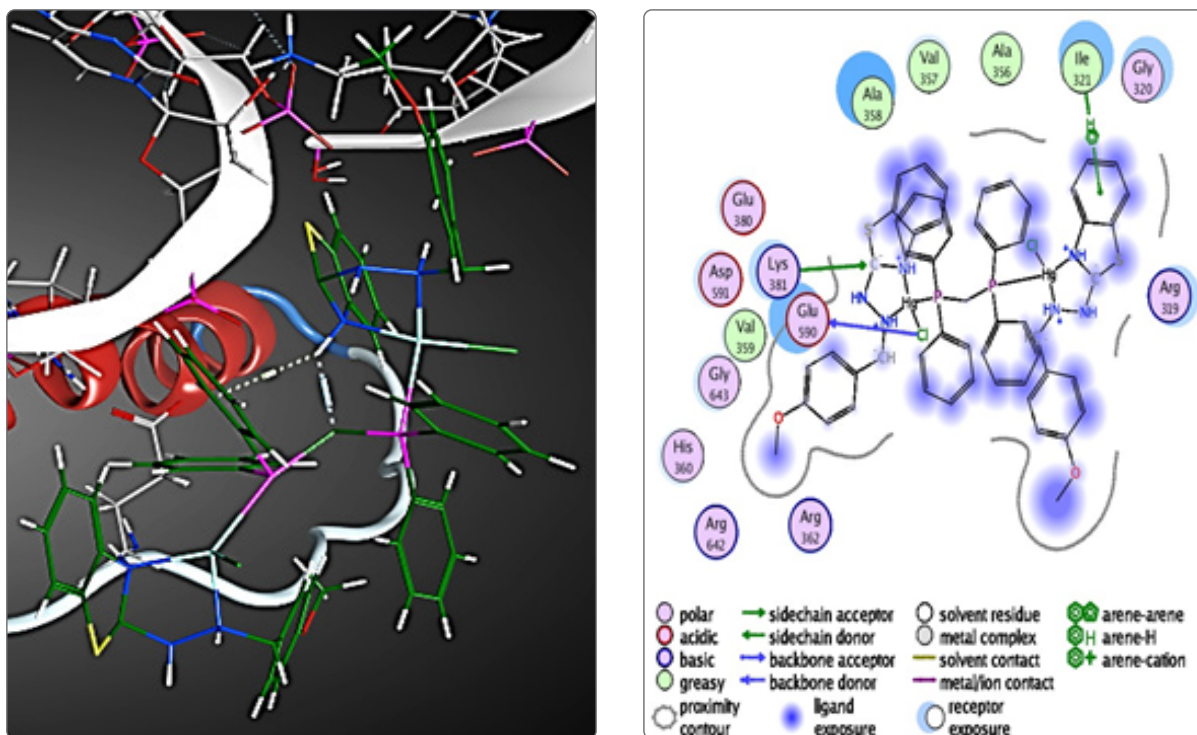 Val
357
Ala
356
Ile
321
Gly
320
Ala
358
H
Glu
380
Cl
NH
S
Hg
S
Asp
591
Lys
381
C
NH
P
P
C
Arg
319
NH
Hg
NH
NH
Glu
590
NH
Cl
Val
359
CH
Gly
643
O
His
360
O
Arg
642
Arg
362
polar
sidechain acceptor
solvent residue
arene-arene
acidic
sidechain donor
metal complex
H
arene-H
basic
backbone acceptor
solvent contact
arene-cation
greasy
backbone donor
metal/ion contact
proximity
contour
ligand
exposure
receptor
exposure